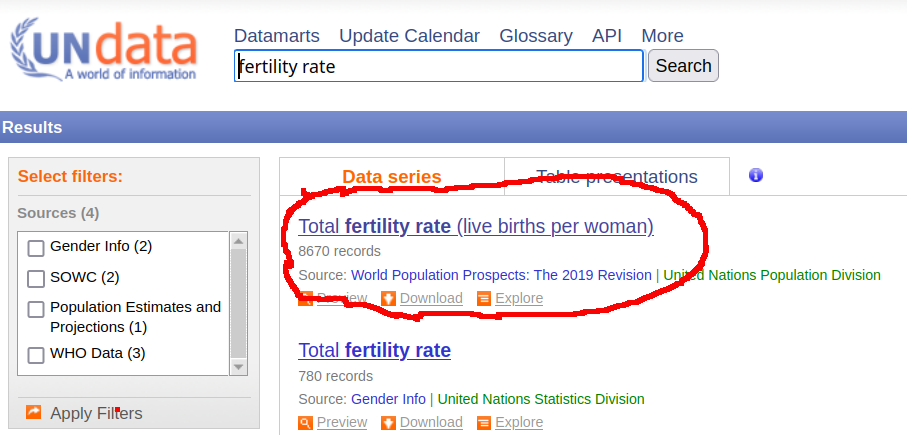 UNdata
A world of information
Datamarts Update Calendar Glossary API More
fertility rate
Search
Results
Select filters:
Sources (4)
Gender Info (2)
SOWC (2)
Population Estimates and
Projections (1)
WHO Data (3)
Apply Filters
Data series Table presentations
Total fertility rate (live births per woman)
8670 records
Source: World Population Prospects: The 2019 Revision | United Nations Population Division
Preview Download Explore
Total fertility rate
780 records
Source: Gender Info | United Nations Statistics Division
Preview Download Explore